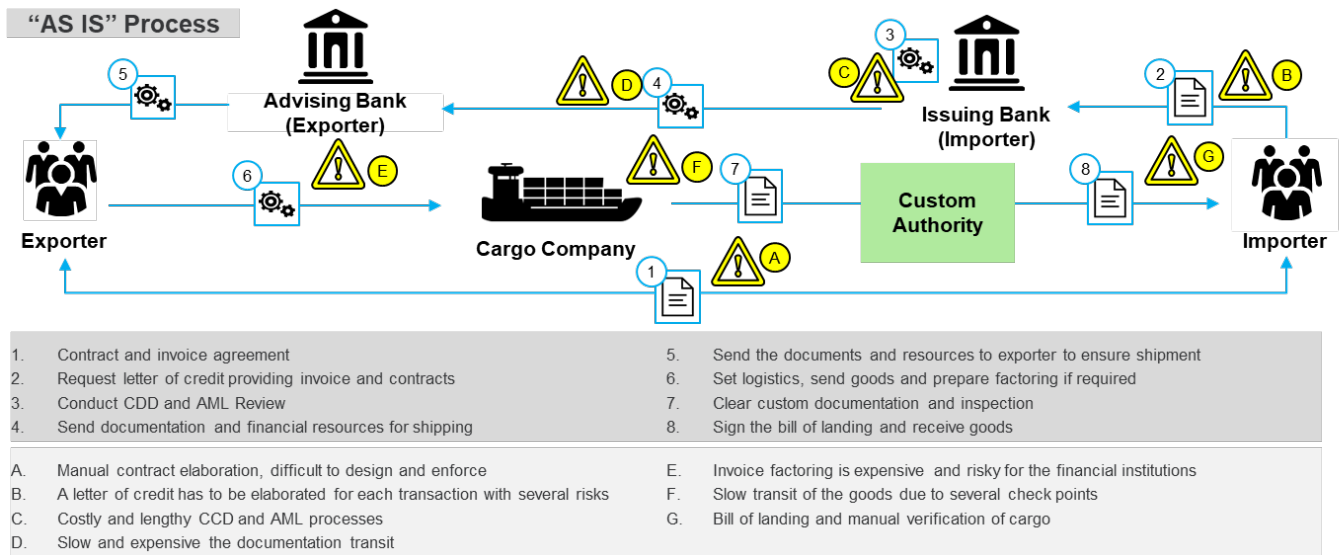 “AS IS” Process
5
Advising Bank
(Exporter)
D
4
C
3
Issuing Bank
(Importer)
2
B
Exporter
6
E
Cargo Company
F
7
Custom
Authority
8
G
Importer
1
A
1. Contract and invoice agreement
2. Request letter of credit providing invoice and contracts
3. Conduct CDD and AML Review
4. Send documentation and financial resources for shipping
5. Send the documents and resources to exporter to ensure shipment
6. Set logistics, send goods and prepare factoring if required
7. Clear custom documentation and inspection
8. Sign the bill of landing and receive goods
A. Manual contract elaboration, difficult to design and enforce
B. A letter of credit has to be elaborated for each transaction with several risks
C. Costly and lengthy CCD and AML processes
D. Slow and expensive the documentation transit
E. Invoice factoring is expensive and risky for the financial institutions
F. Slow transit of the goods due to several check points
G. Bill of landing and manual verification of cargo